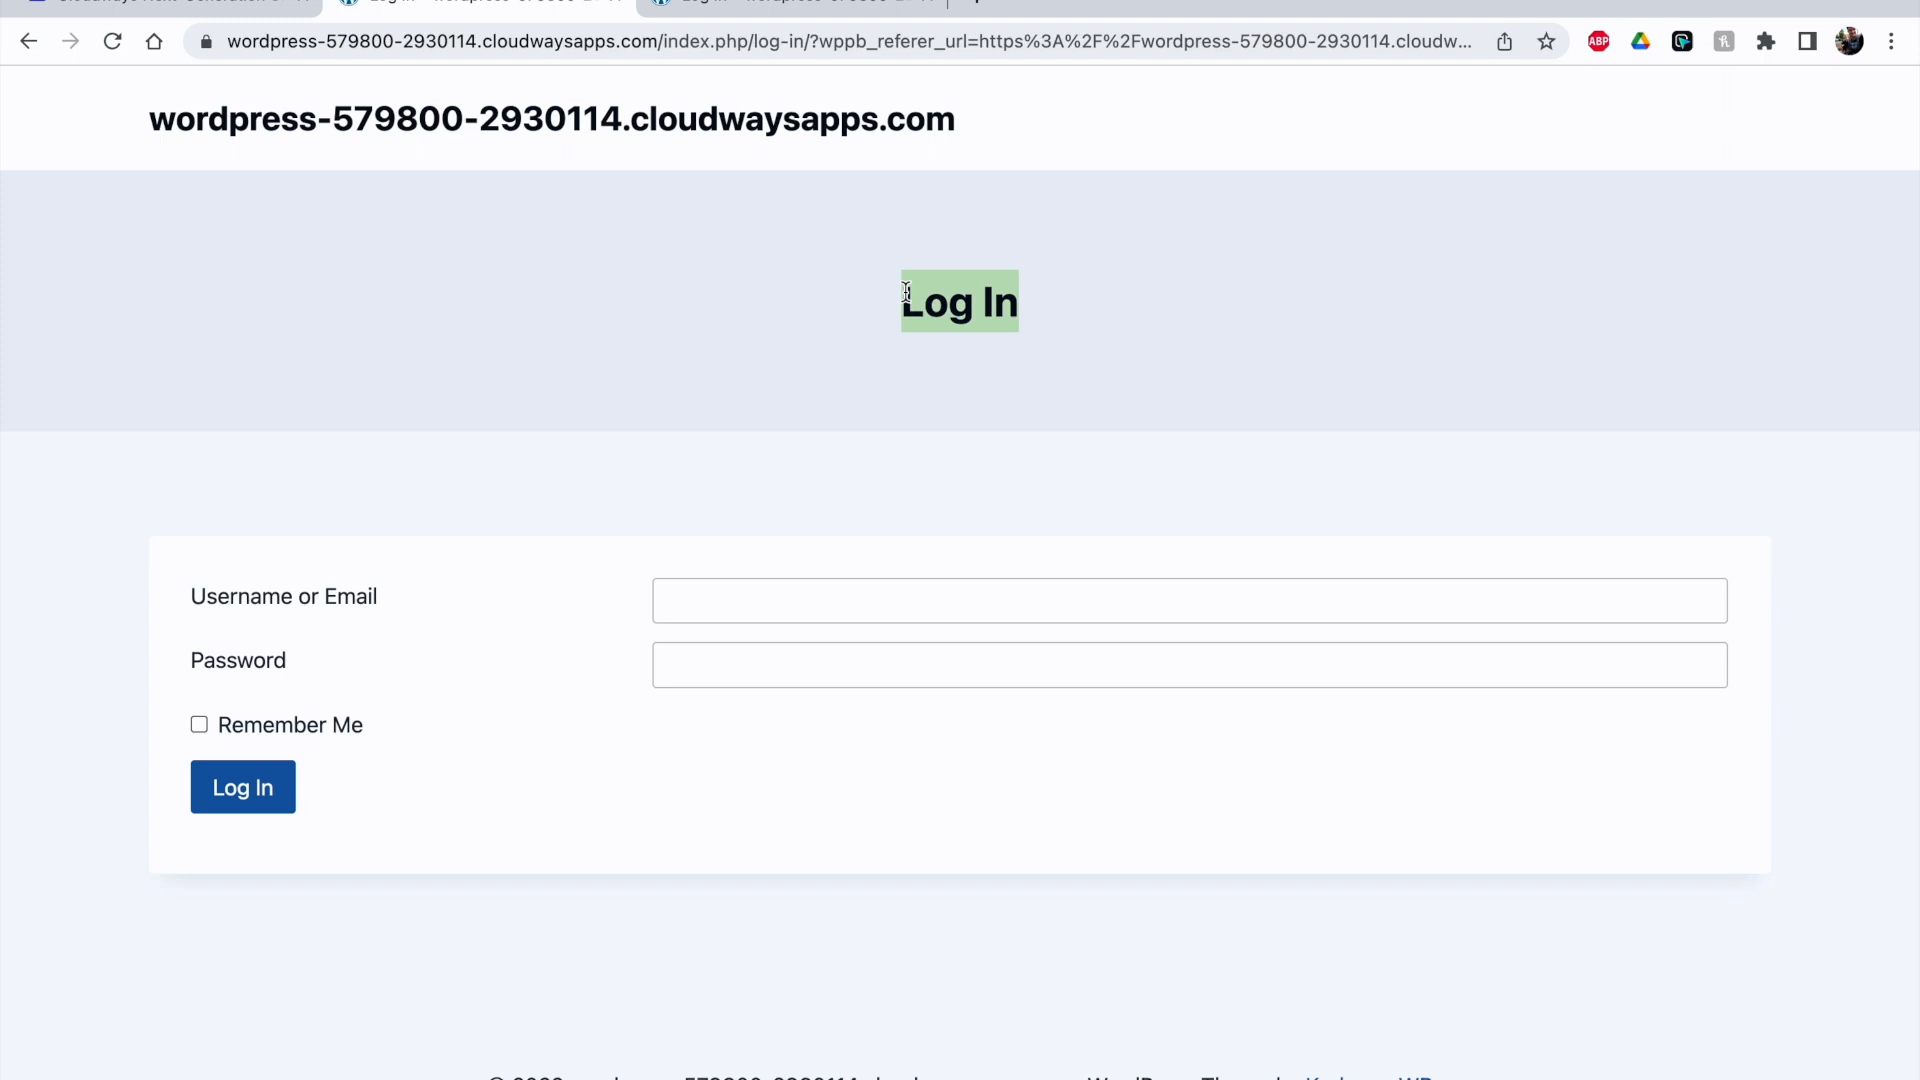 wordpress-579800-2930114.cloudwaysapps.com/index.php/log-in/?wppb_referer_url=https%3A%2F%2Fwordpress-579800-2930114.cloudw...
ABP
wordpress-579800-2930114.cloudwaysapps.com
Log In
Username or Email
Password
Remember Me
Log In